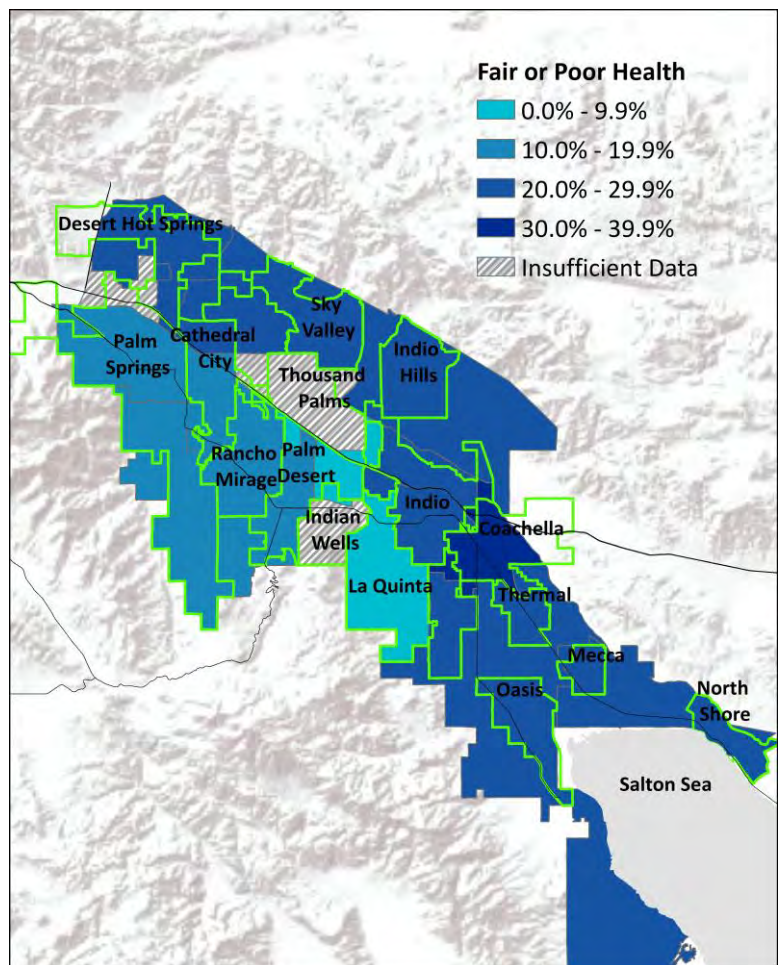 Fair or Poor Health
0.0% - 9.9%
10.0% - 19.9%
20.0% - 29.9%
30.0% - 39.9%
Insufficient Data
Desert Hot Springs
Sky
Valley
Palm
Springs
Cathedral
City
Indio
Hills
Thousand
Palms
Rancho
Mirage
Palm
Desert
Indio
Indian
Wells
Coachella
La Quinta
Thermal
Mecca
Oasis
North
Shore
Salton Sea